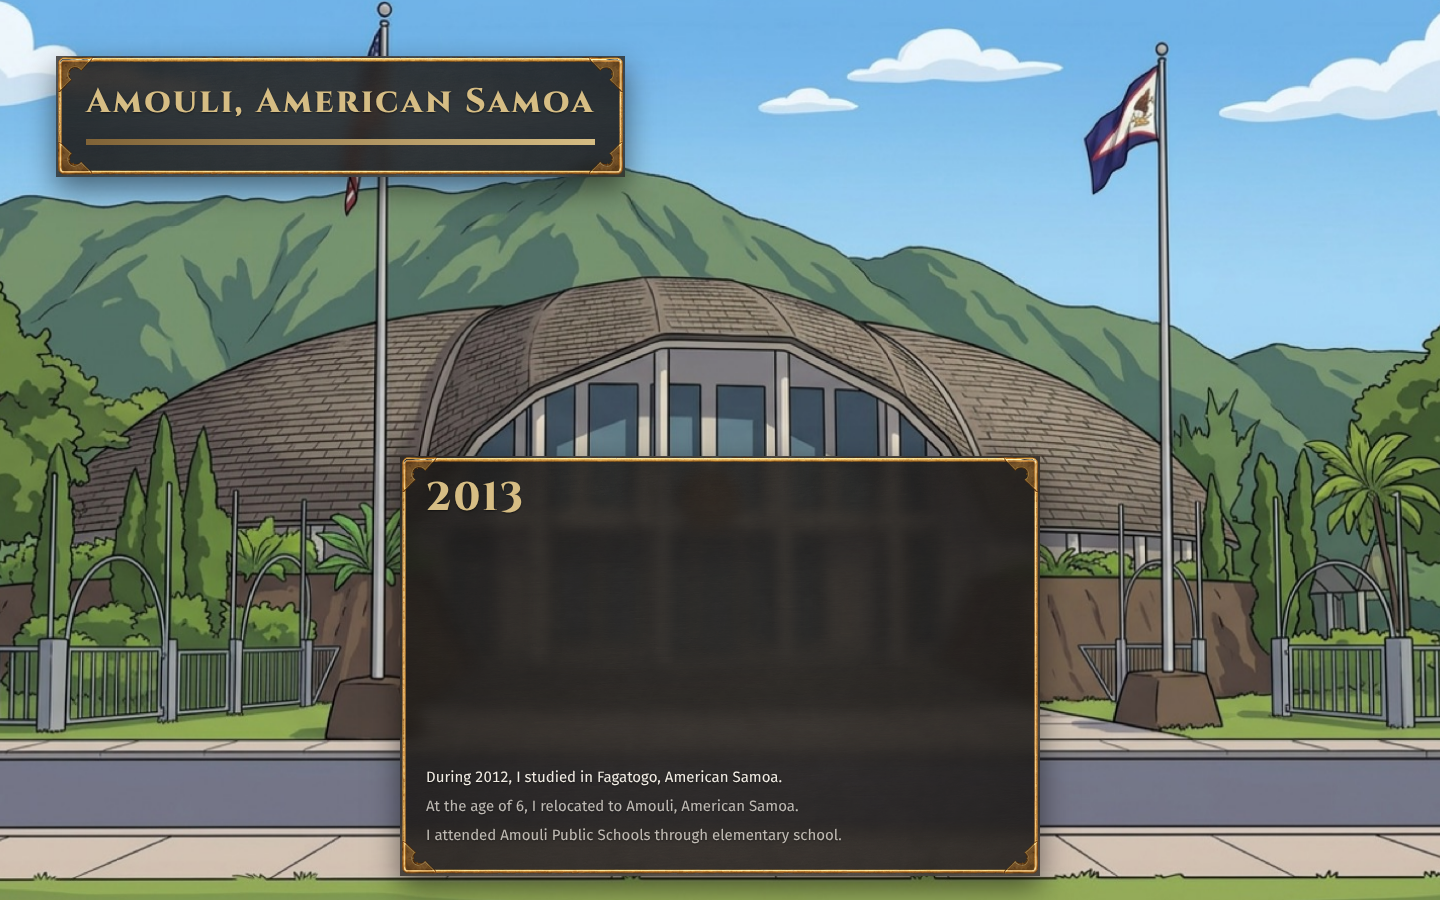 Amouli, American Samoa
2013
During 2012, I studied in Fagatogo, American Samoa.
At the age of 6, I relocated to Amouli, American Samoa.
I attended Amouli Public Schools through elementary school.